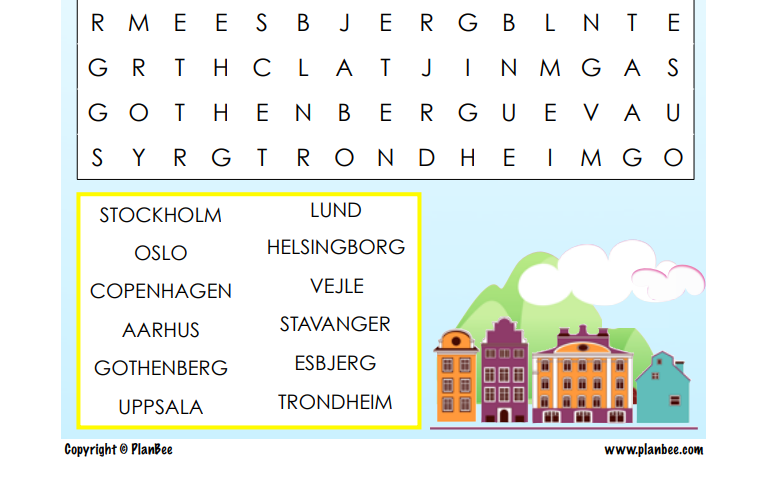 R M E E S B J E R G B L N T E
G R T H C L A T J I N M G A S
G O T H E N B E R G U E V A U
S Y R G T R O N D H E I M G O
STOCKHOLM
OSLO
COPENHAGEN
AARHUS
GOTHENBERG
UPPSALA
LUND
HELSINGBORG
VEJLE
STAVANGER
ESBJERG
TRONDHEIM
Copyright © PlanBee
www.planbee.com